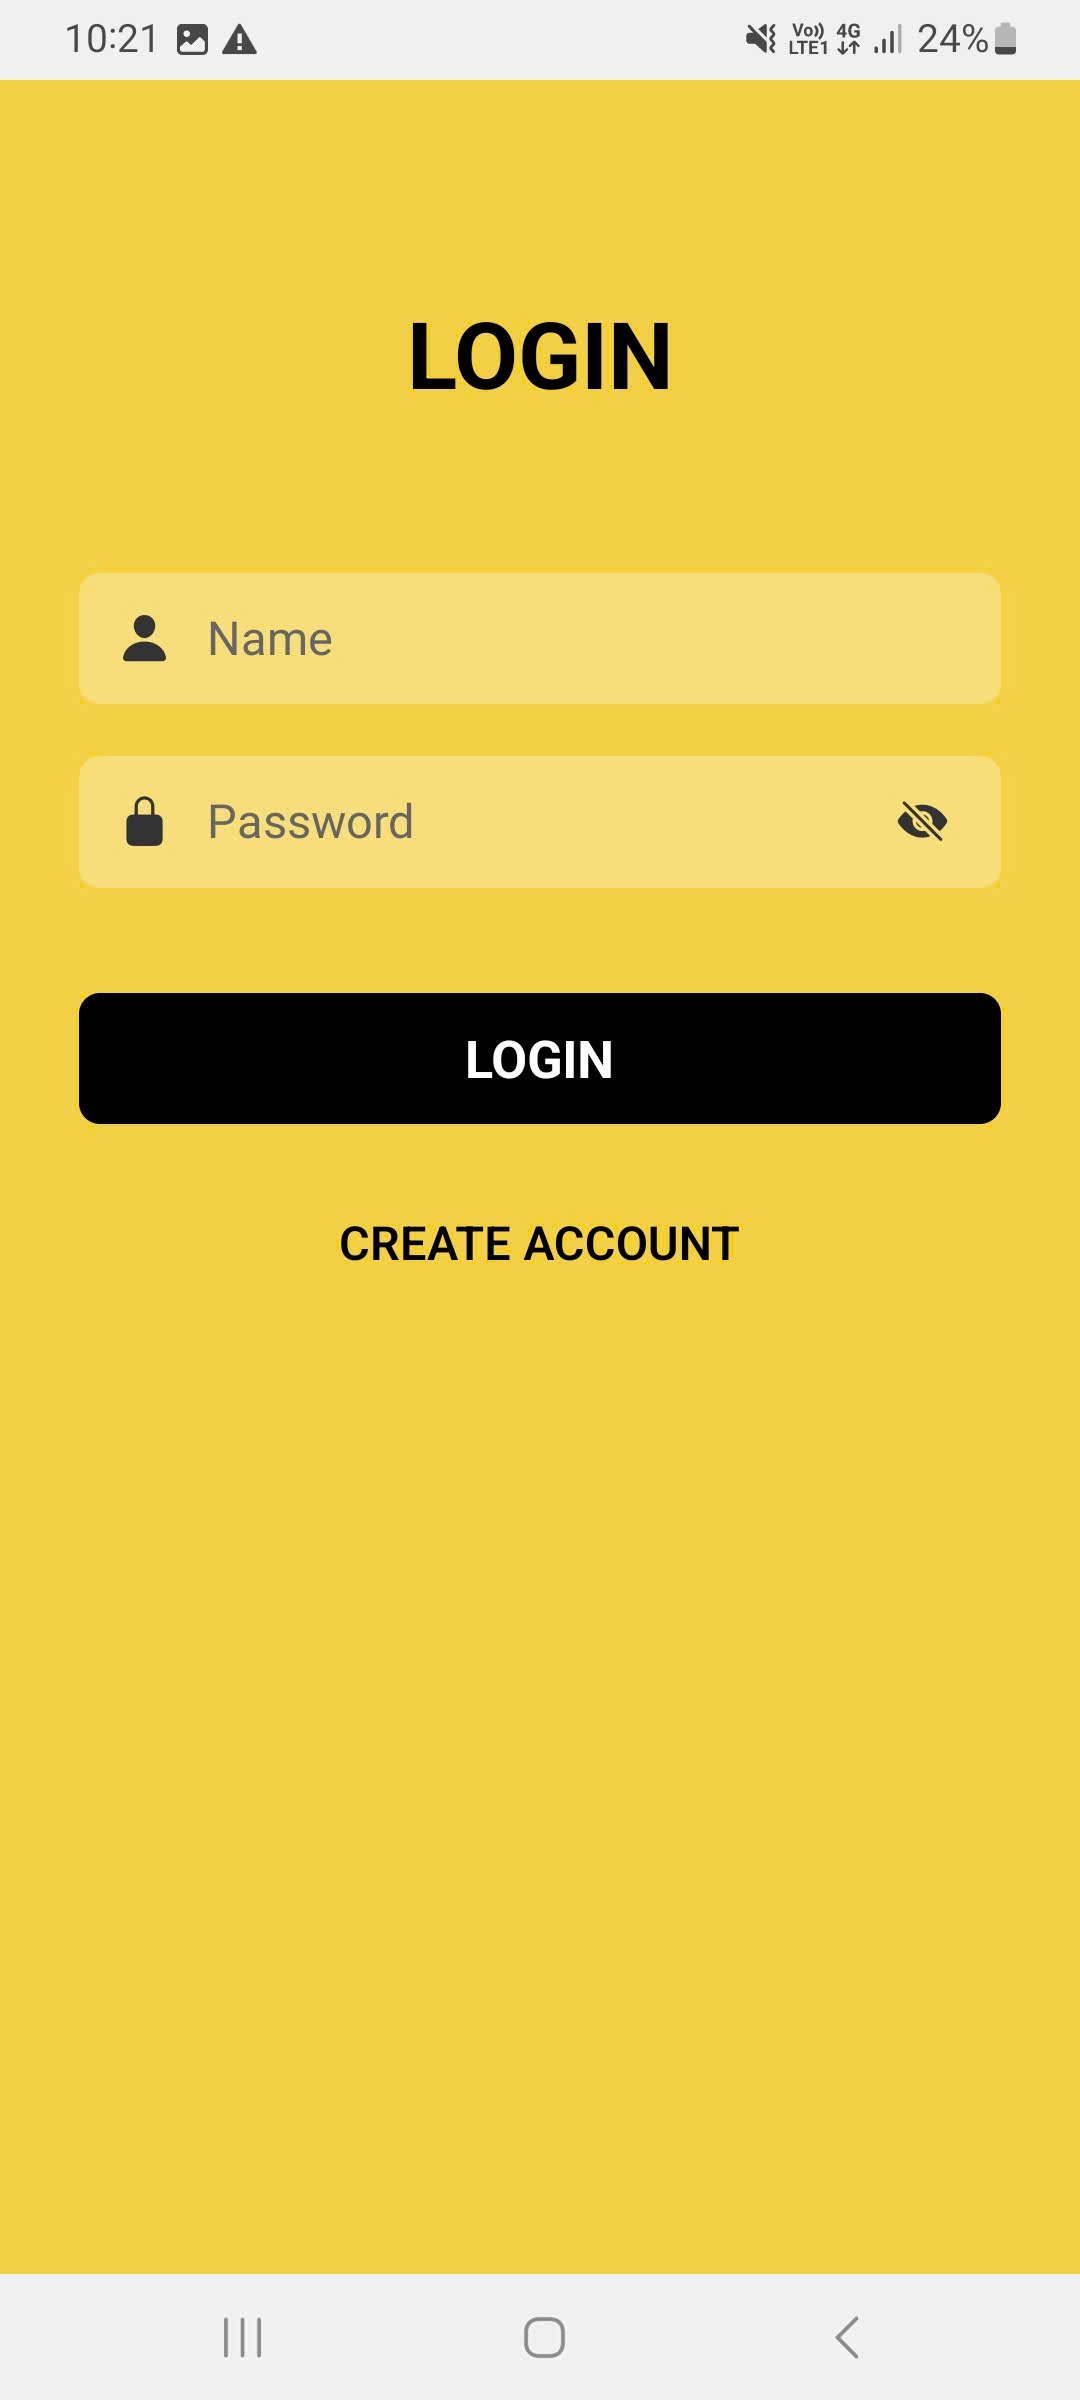 10:21 Vo)) LTE1 4G 24%
LOGIN
Name
Password
LOGIN
CREATE ACCOUNT